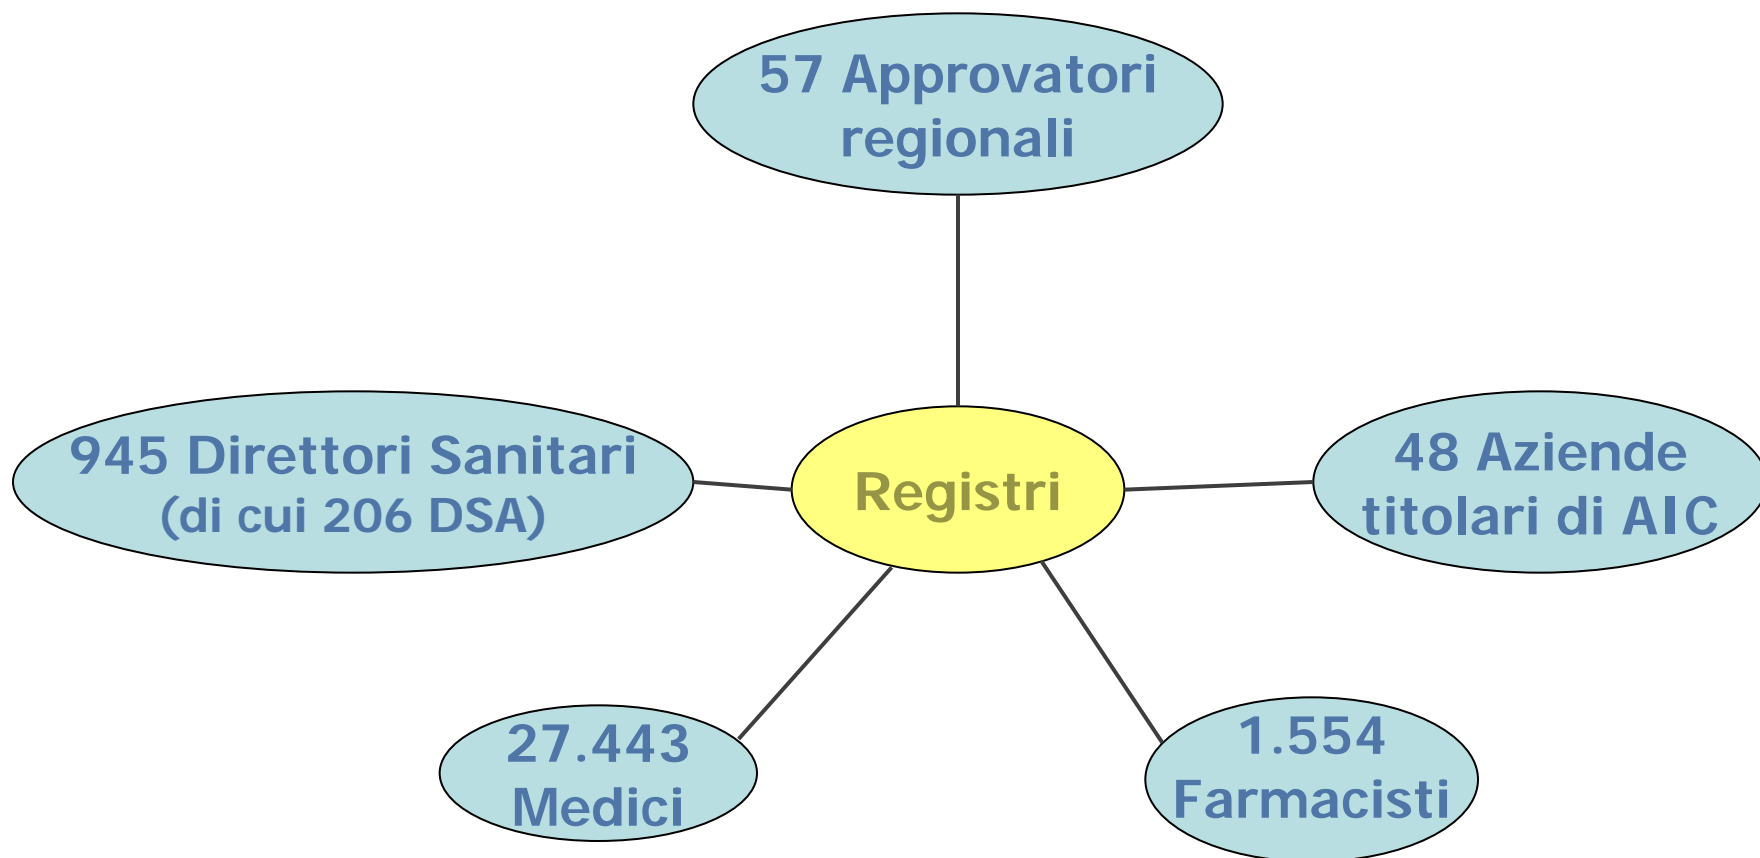 57 Approvatori
regionali
945 Direttori Sanitari
(di cui 206 DSA)
Registri
48 Aziende
titolari di AIC
27.443
Medici
1.554
Farmacisti